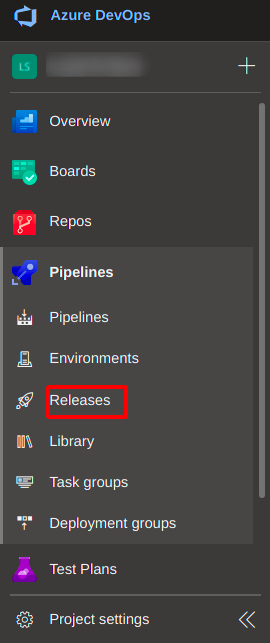 Azure DevOps
LS
Overview
Boards
Repos
Pipelines
Pipelines
Environments
Releases
Library
Task groups
Deployment groups
Test Plans
Project settings